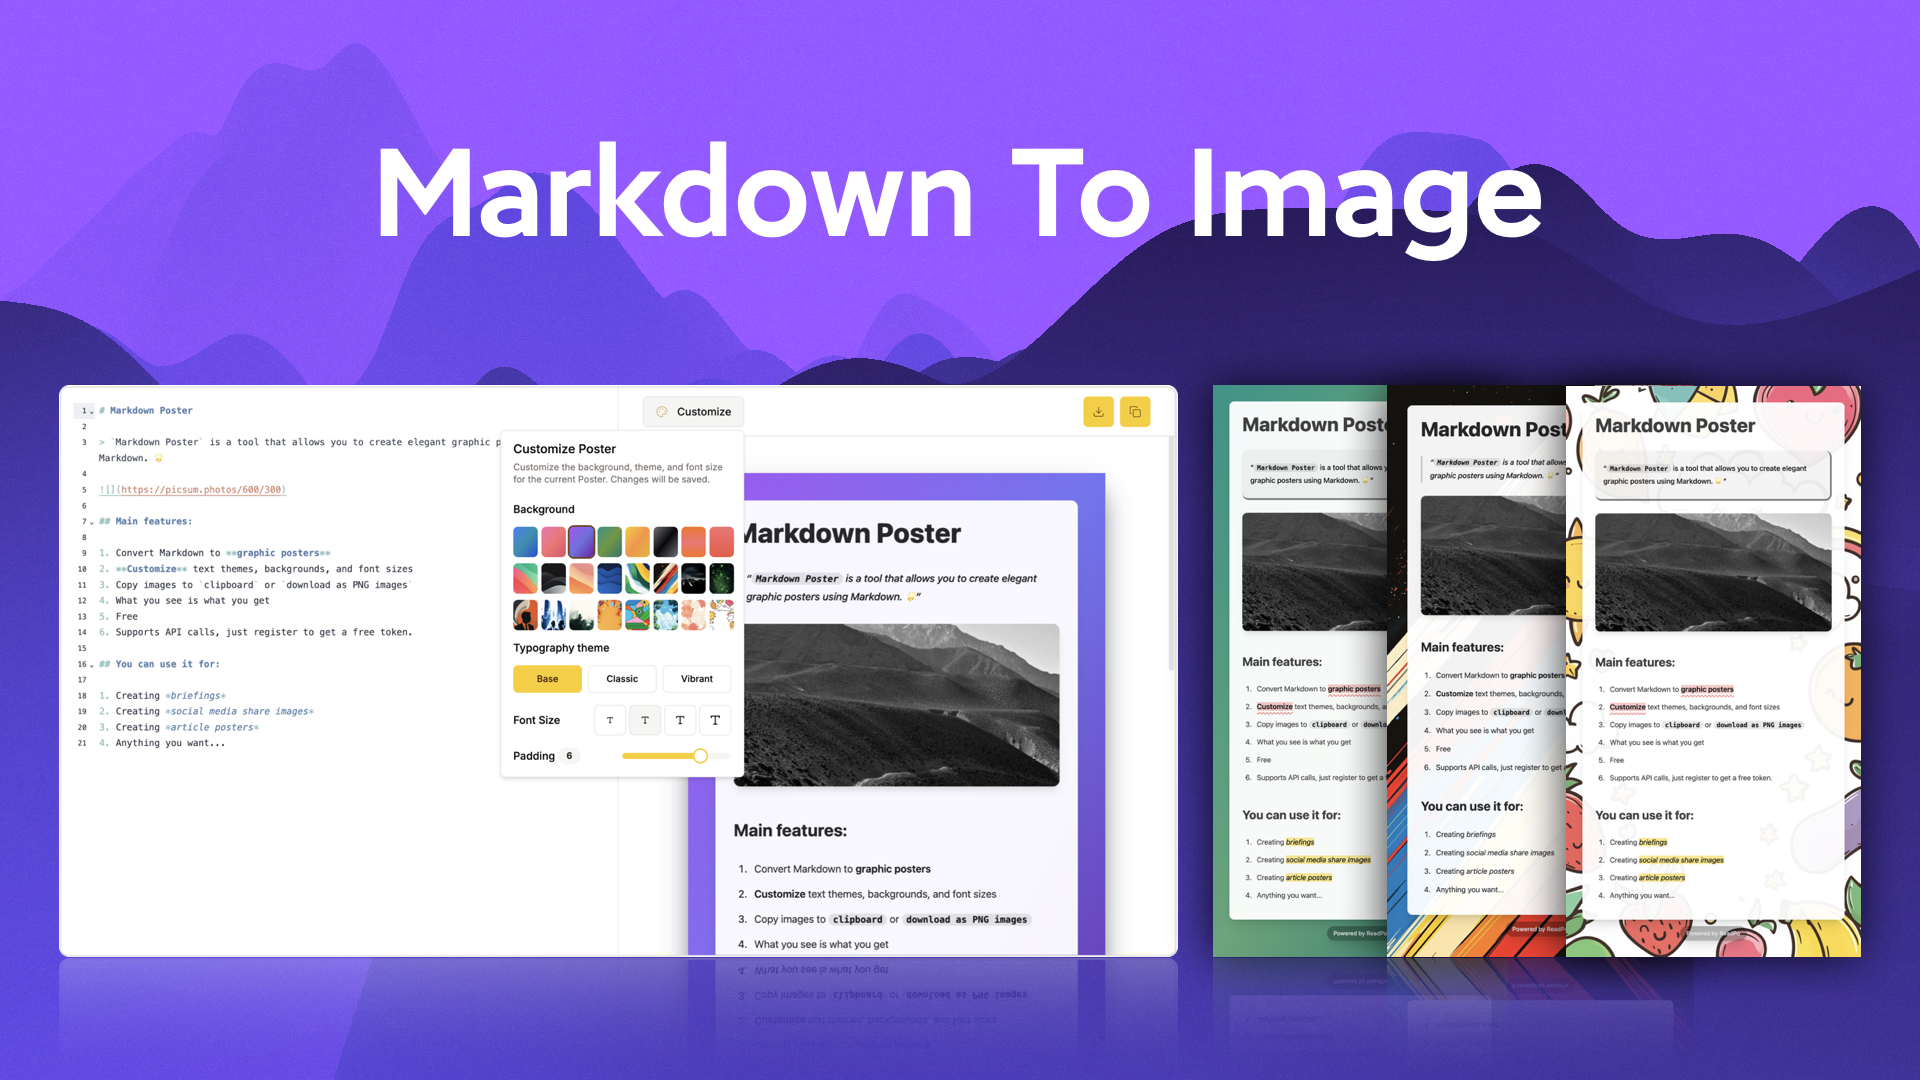 Markdown To Image
1 # Markdown Poster
2
3 > `Markdown Poster` is a tool that allows you to create elegant graphic p
Markdown. 🌟
4
5 ![](https://picsum.photos/600/300)
6
7 ## Main features:
8
9 1. Convert Markdown to **graphic posters**
10 2. **Customize** text themes, backgrounds, and font sizes
11 3. Copy images to `clipboard` or `download as PNG images`
12 4. What you see is what you get
13 5. Free
14 6. Supports API calls, just register to get a free token.
15
16 ## You can use it for:
17
18 1. Creating *briefings*
19 2. Creating *social media share images*
20 3. Creating *article posters*
21 4. Anything you want...
Customize
Customize Poster
Customize the background, theme, and font size
for the current Poster. Changes will be saved.
Background
Typography theme
Base Classic Vibrant
Font Size T T T T
Padding 6
Markdown Poster
“ Markdown Poster is a tool that allows you to create elegant
graphic posters using Markdown. 🌟”
Main features:
1. Convert Markdown to graphic posters
2. Customize text themes, backgrounds, and font sizes
3. Copy images to clipboard or download as PNG images
4. What you see is what you get
Markdown Poste
“ Markdown Poster is a tool that allows y
graphic posters using Markdown. 🌟”
Main features:
1. Convert Markdown to graphic posters
2. Customize text themes, backgrounds, a
3. Copy images to clipboard or downlo
4. What you see is what you get
5. Free
6. Supports API calls, just register to get a
You can use it for:
1. Creating briefings
2. Creating social media share images
3. Creating article posters
4. Anything you want...
Powered by ReadPo
Markdown Post
“ Markdown Poster is a tool that allow
graphic posters using Markdown. 🌟”
Main features:
1. Convert Markdown to graphic posters
2. Customize text themes, backgrounds,
3. Copy images to clipboard or down
4. What you see is what you get
5. Free
6. Supports API calls, just register to get
You can use it for:
1. Creating briefings
2. Creating social media share images
3. Creating article posters
4. Anything you want...
Powered by ReadP
Markdown Poster
“ Markdown Poster is a tool that allows you to create elegant
graphic posters using Markdown. 🌟”
Main features:
1. Convert Markdown to graphic posters
2. Customize text themes, backgrounds, and font sizes
3. Copy images to clipboard or download as PNG images
4. What you see is what you get
5. Free
6. Supports API calls, just register to get a free token.
You can use it for:
1. Creating briefings
2. Creating social media share images
3. Creating article posters
4. Anything you want...
Powered by ReadPo